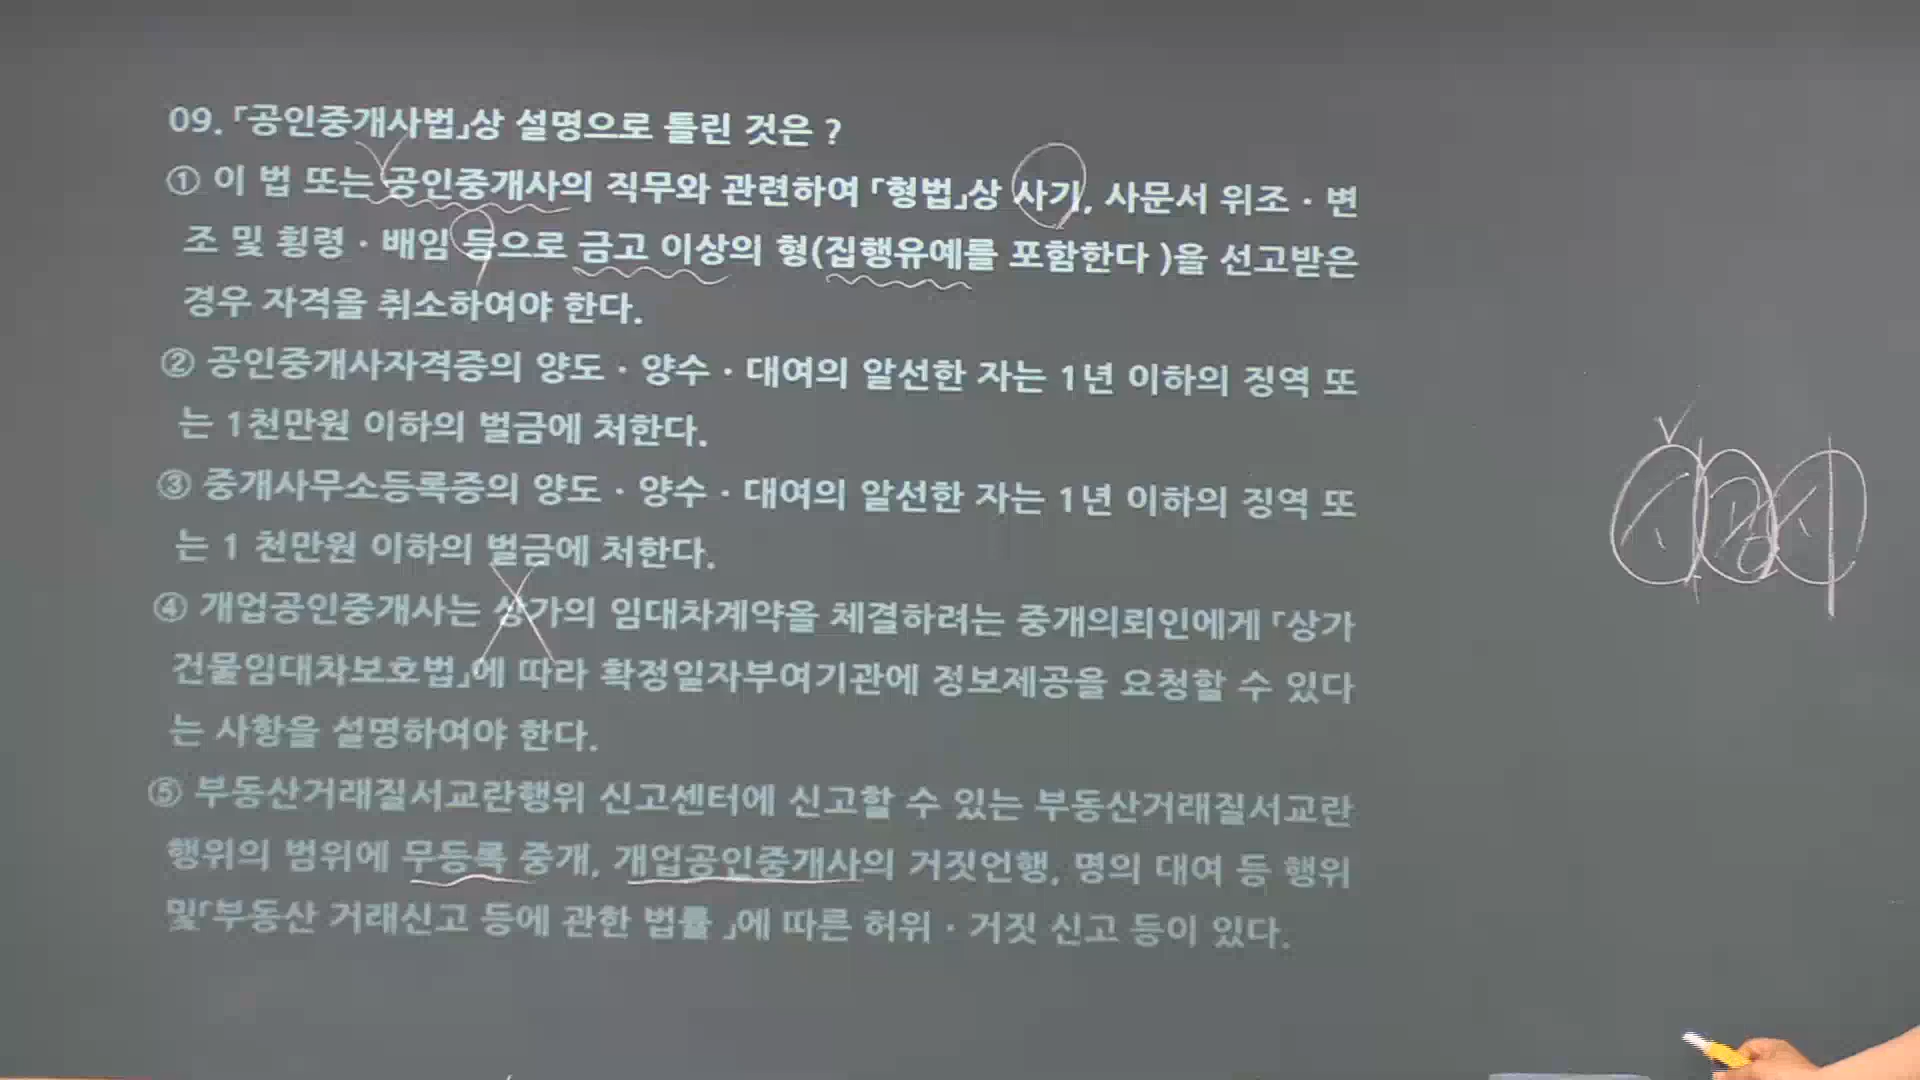 09. 「공인중개사법」상 설명으로 틀린 것은 ?
① 이 법 또는 공인중개사의 직무와 관련하여 「형법」상 사기, 사문서 위조 · 변
조 및 횡령 · 배임 등으로 금고 이상의 형(집행유예를 포함한다 )을 선고받은
경우 자격을 취소하여야 한다.
② 공인중개사자격증의 양도 · 양수 · 대여의 알선한 자는 1년 이하의 징역 또
는 1천만원 이하의 벌금에 처한다.
③ 중개사무소등록증의 양도 · 양수 · 대여의 알선한 자는 1년 이하의 징역 또
는 1 천만원 이하의 벌금에 처한다.
④ 개업공인중개사는 상가의 임대차계약을 체결하려는 중개의뢰인에게 「상가
건물임대차보호법」에 따라 확정일자부여기관에 정보제공을 요청할 수 있다
는 사항을 설명하여야 한다.
⑤ 부동산거래질서교란행위 신고센터에 신고할 수 있는 부동산거래질서교란
행위의 범위에 무등록 중개, 개업공인중개사의 거짓언행, 명의 대여 등 행위
및「부동산 거래신고 등에 관한 법률 」에 따른 허위 · 거짓 신고 등이 있다.